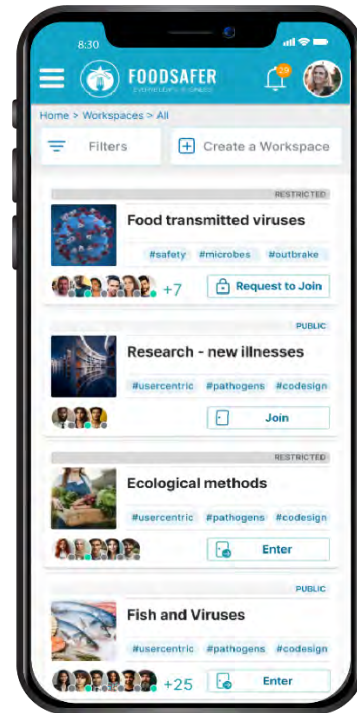 8:30
FOODSAFER
29
Home > Workspaces > All
Filters
Create a Workspace
RESTRICTED
Food transmitted viruses
#safety #microbes #outbrake
+7
Request to Join
PUBLIC
Research - new illnesses
#usercentric #pathogens #codesign
Join
RESTRICTED
Ecological methods
#usercentric #pathogens #codesign
Enter
PUBLIC
Fish and Viruses
#usercentric #pathogens #codesign
+25
Enter